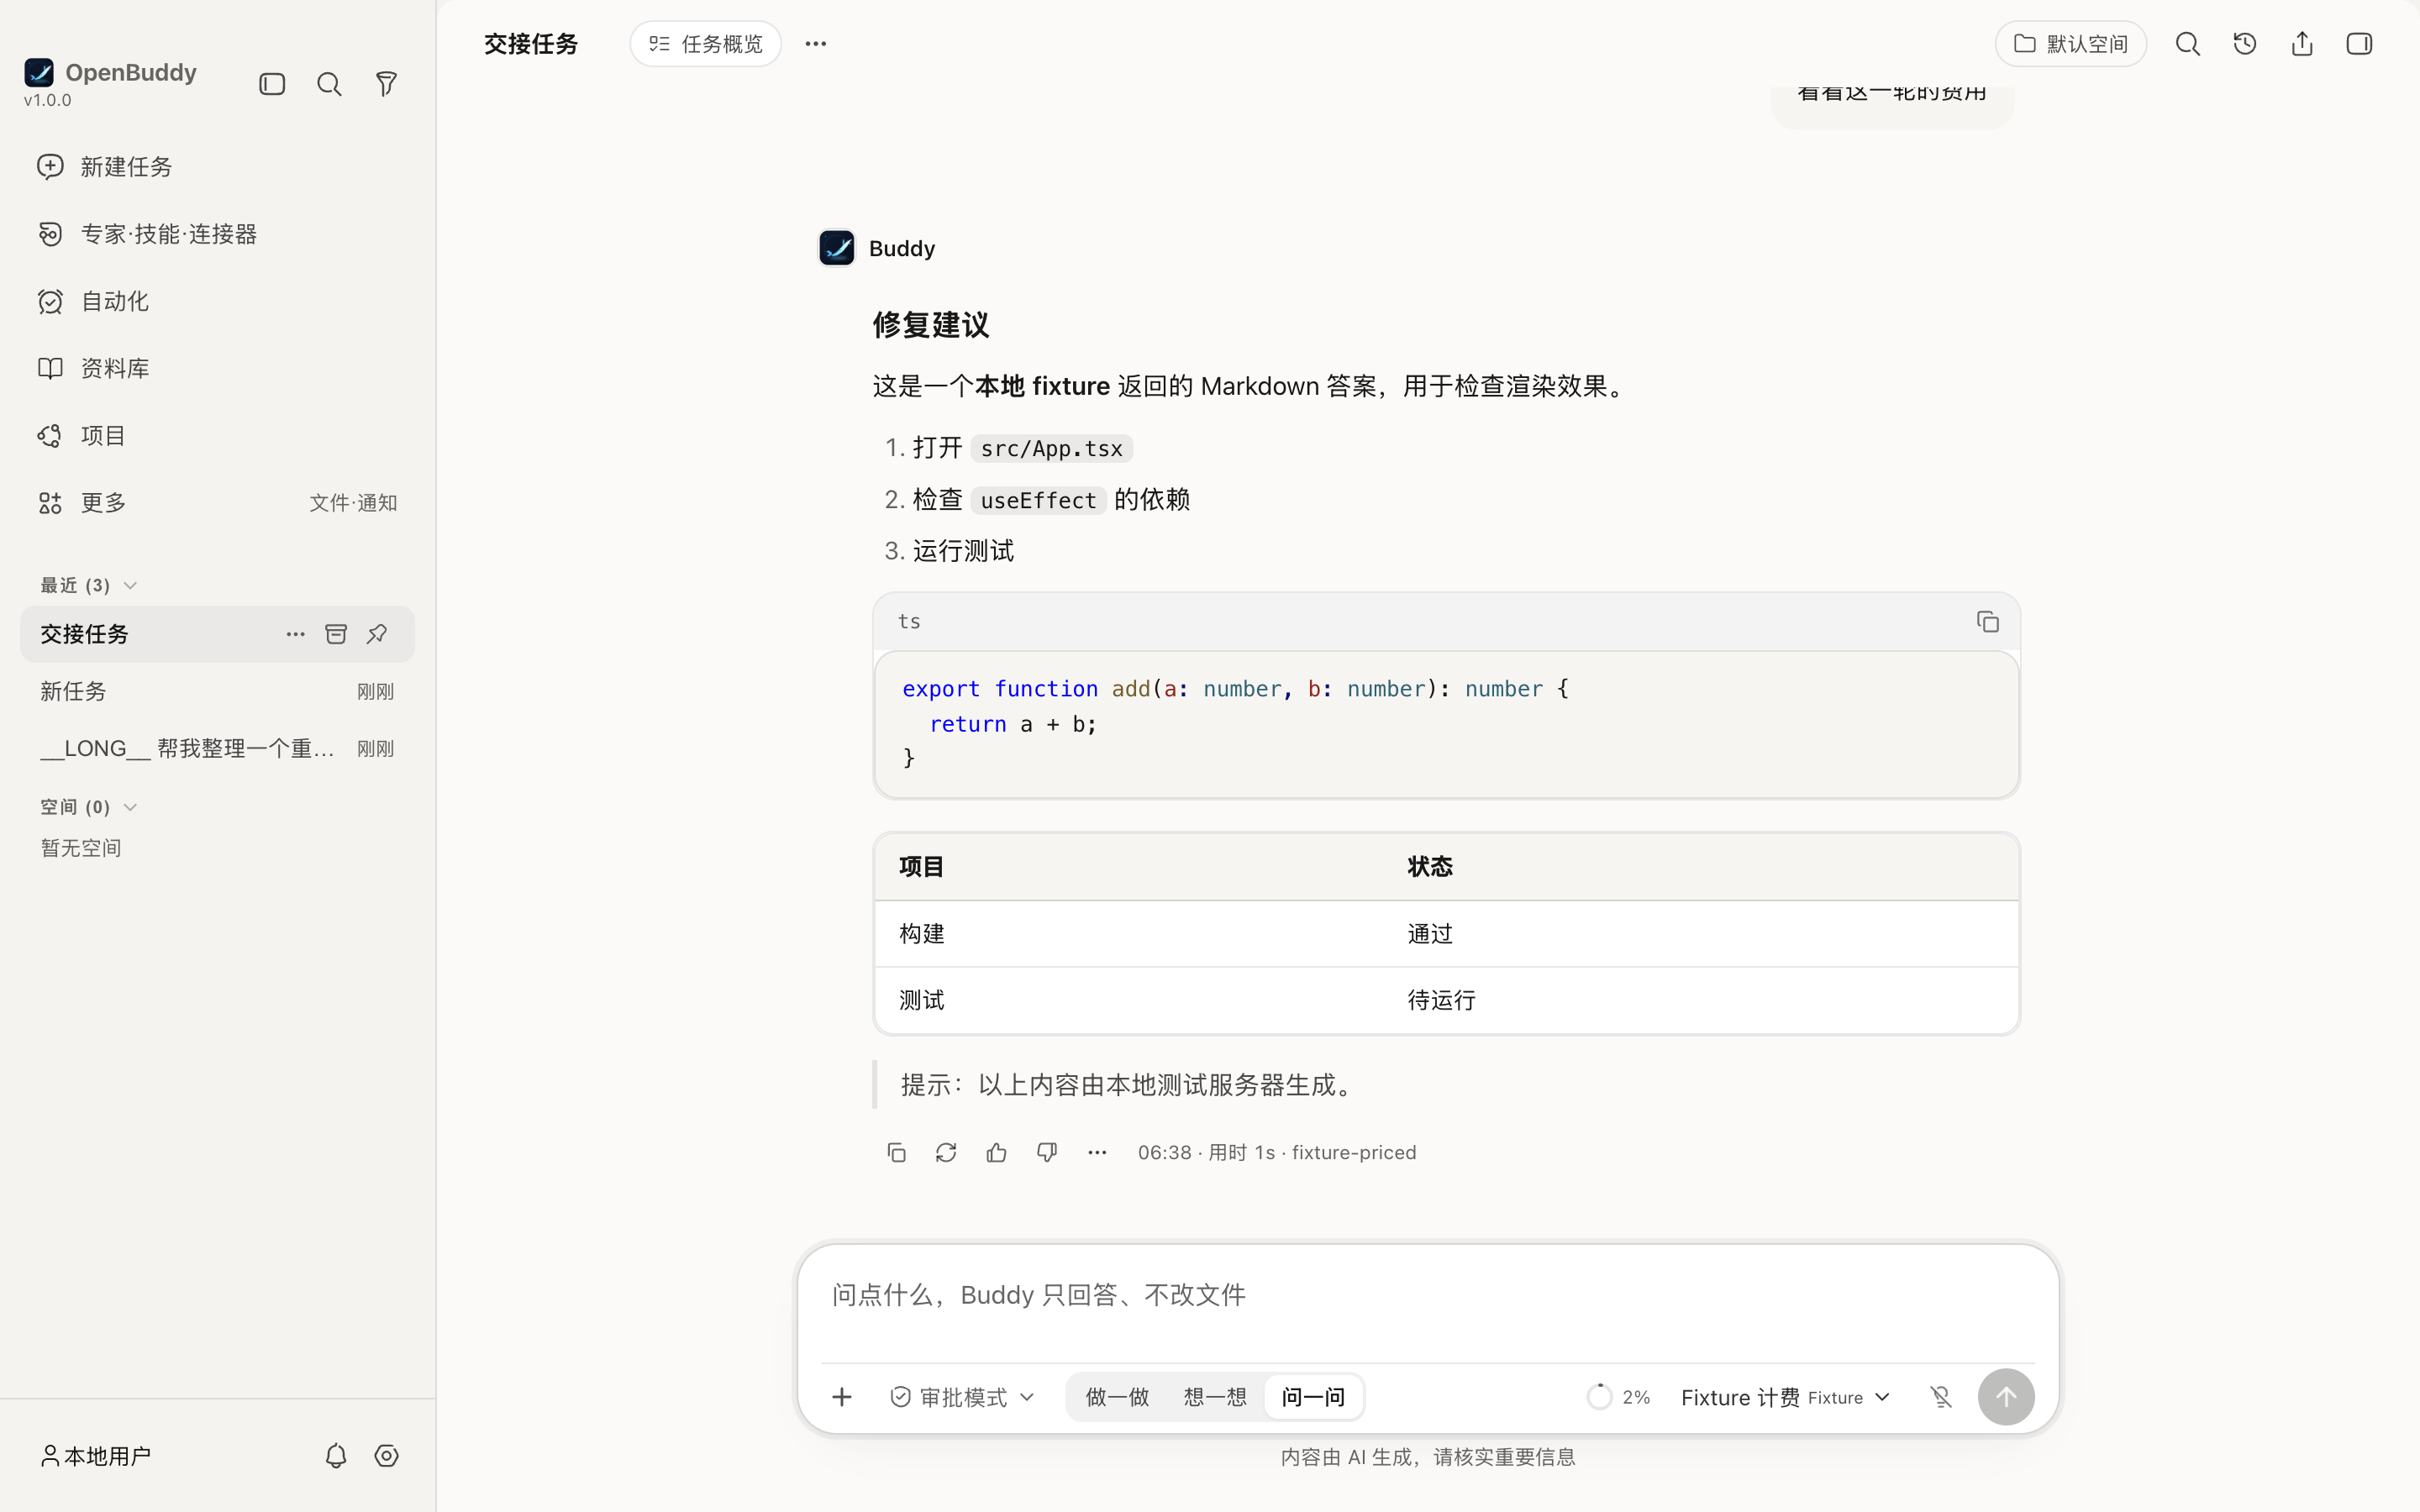 OpenBuddy
v1.0.0
新建任务
专家·技能·连接器
自动化
资料库
项目
更多 文件·通知
最近 (3)
交接任务
新任务 刚刚
__LONG__ 帮我整理一个重... 刚刚
空间 (0)
暂无空间
本地用户
交接任务 任务概览 默认空间
看看这一轮的费用
Buddy
修复建议
这是一个本地 fixture 返回的 Markdown 答案，用于检查渲染效果。
1. 打开 src/App.tsx
2. 检查 useEffect 的依赖
3. 运行测试
ts
export function add(a: number, b: number): number {
  return a + b;
}
项目 状态
构建 通过
测试 待运行
提示：以上内容由本地测试服务器生成。
06:38 · 用时 1s · fixture-priced
问点什么，Buddy 只回答、不改文件
审批模式 做一做 想一想 问一问 2% Fixture 计费 Fixture
内容由 AI 生成，请核实重要信息